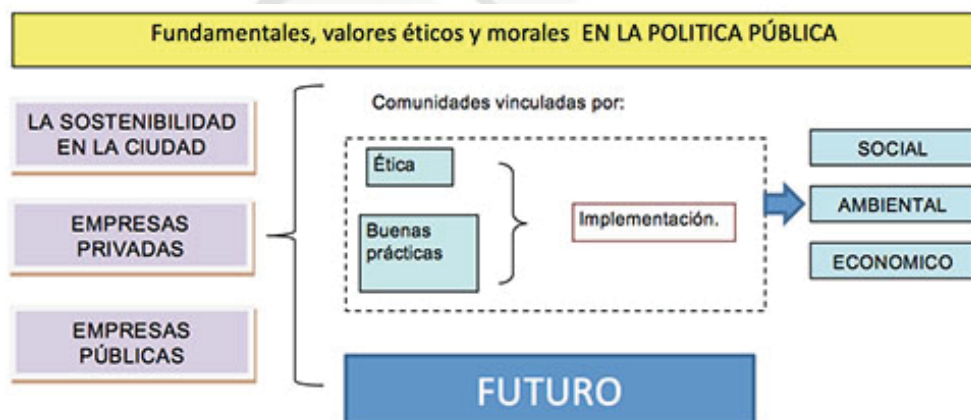 Fundamentales, valores éticos y morales EN LA POLITICA PÚBLICA
LA SOSTENIBILIDAD
EN LA CIUDAD
EMPRESAS
PRIVADAS
EMPRESAS
PÚBLICAS
Comunidades vinculadas por:
Ética
Buenas
prácticas
Implementación.
SOCIAL
AMBIENTAL
ECONOMICO
FUTURO